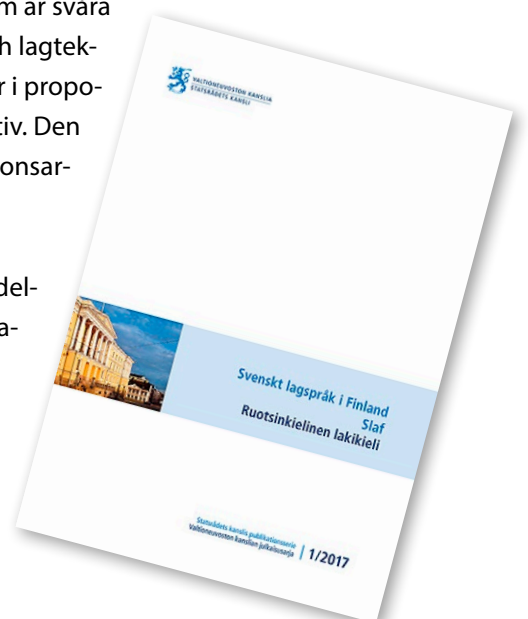 m är svåra
h lagtek-
r i propo-
tiv. Den
onsar-
del-
a-
VALTIONEUVOSTON KANSLIA
STATSRÅDETS KANSLI
Svenskt lagspråk i Finland
Slaf
Ruotsinkielinen lakikieli
Statsrådets kanslis publikationsserie
Valtioneuvoston kanslian julkaisusarja
1/2017